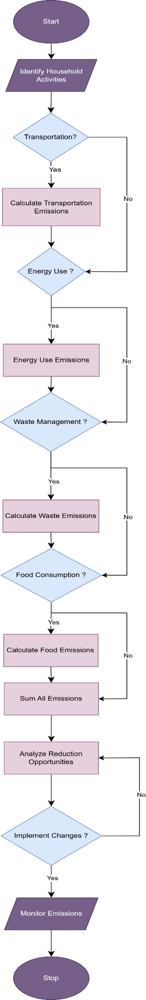 Start
Identify Household
Activities
Transportation?
Yes
No
Calculate Transportation
Emissions
Energy Use ?
Yes
No
Energy Use Emissions
Waste Management ?
Yes
No
Calculate Waste Emissions
Food Consumption ?
Yes
No
Calculate Food Emissions
Sum All Emissions
Analyze Reduction
Opportunities
No
Implement Changes ?
Yes
Monitor Emissions
Stop